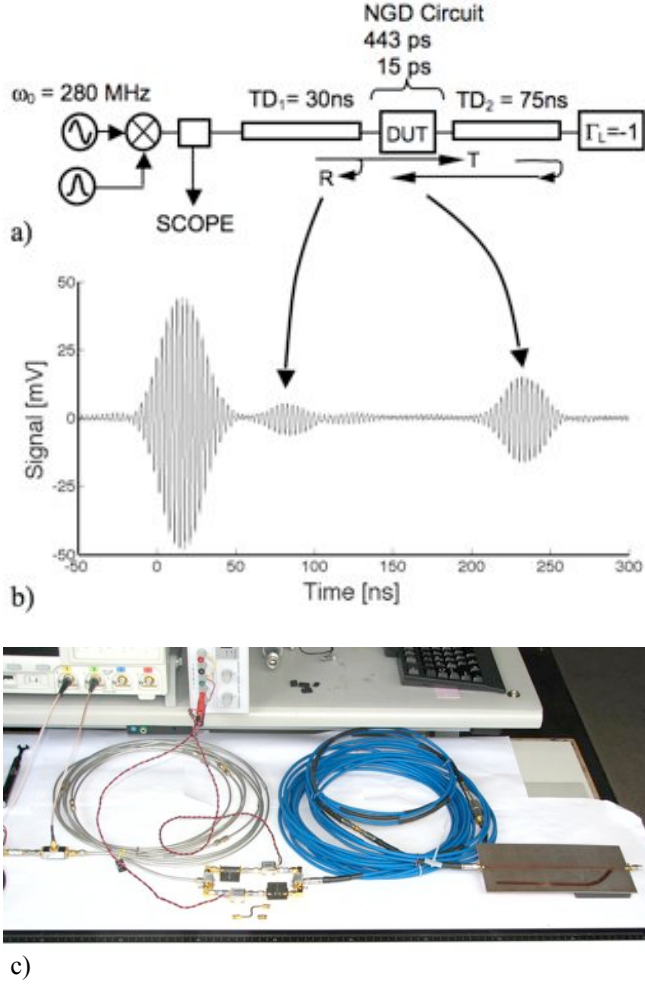 NGD Circuit
443 ps
15 ps
ω₀ = 280 MHz
TD₁= 30ns
TD₂ = 75ns
DUT
Γ_L=-1
R
T
SCOPE
a)
50
25
0
-25
-50
Signal [mV]
-50 0 50 100 150 200 250 300
Time [ns]
b)
c)